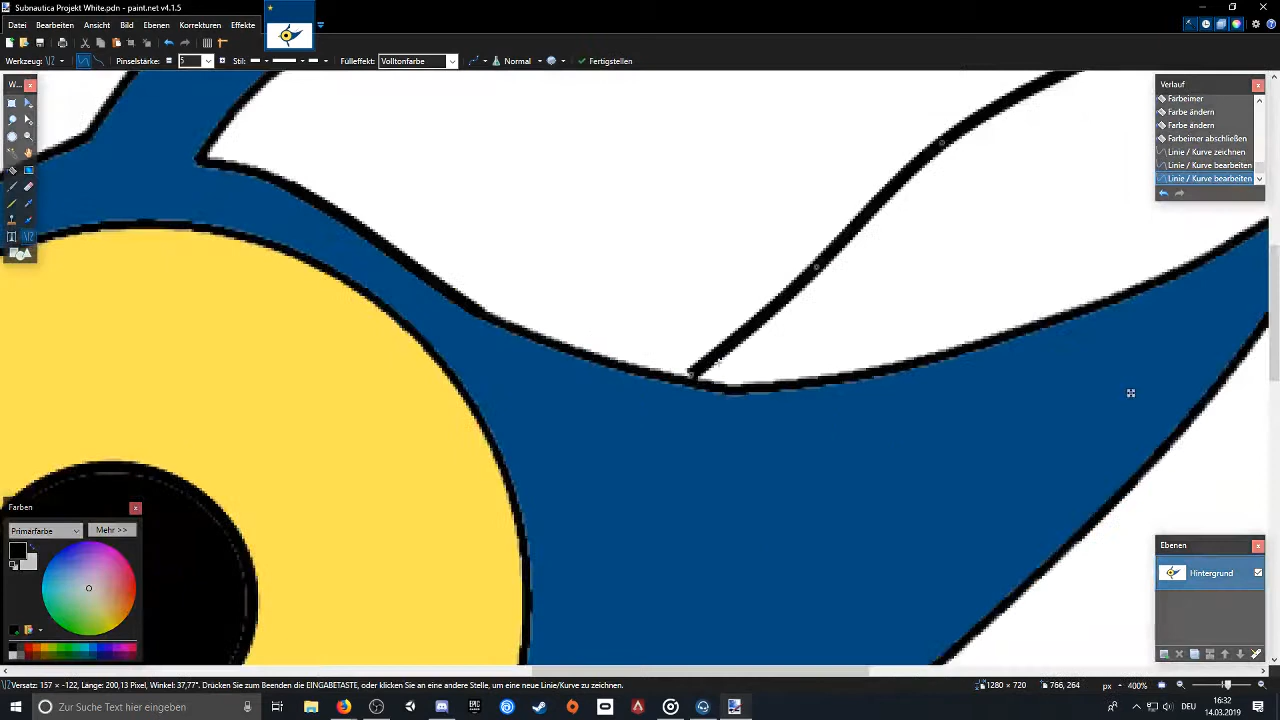 Subnautica Projekt White.pdn - paint.net v4.1.5
Datei Bearbeiten Ansicht Bild Ebenen Korrekturen Effekte
Werkzeug: Pinselstärke: 5 Stil: Fülleffekt: Volltonfarbe Normal Fertigstellen
W...
Verlauf
Farbeimer
Farbe ändern
Farbe ändern
Farbeimer abschließen
Linie / Kurve zeichnen
Linie / Kurve bearbeiten
Linie / Kurve bearbeiten
Farben
Primärfarbe Mehr >>
Ebenen
Hintergrund
Versatz: 157 × -122, Länge: 200,13 Pixel, Winkel: 37,77°. Drücken Sie zum Beenden die EINGABETASTE, oder klicken Sie an eine andere Stelle, um eine neue Linie/Kurve zu zeichnen. 1280 × 720 766, 264 px 400%
Zur Suche Text hier eingeben
DEU
16:32
14.03.2019